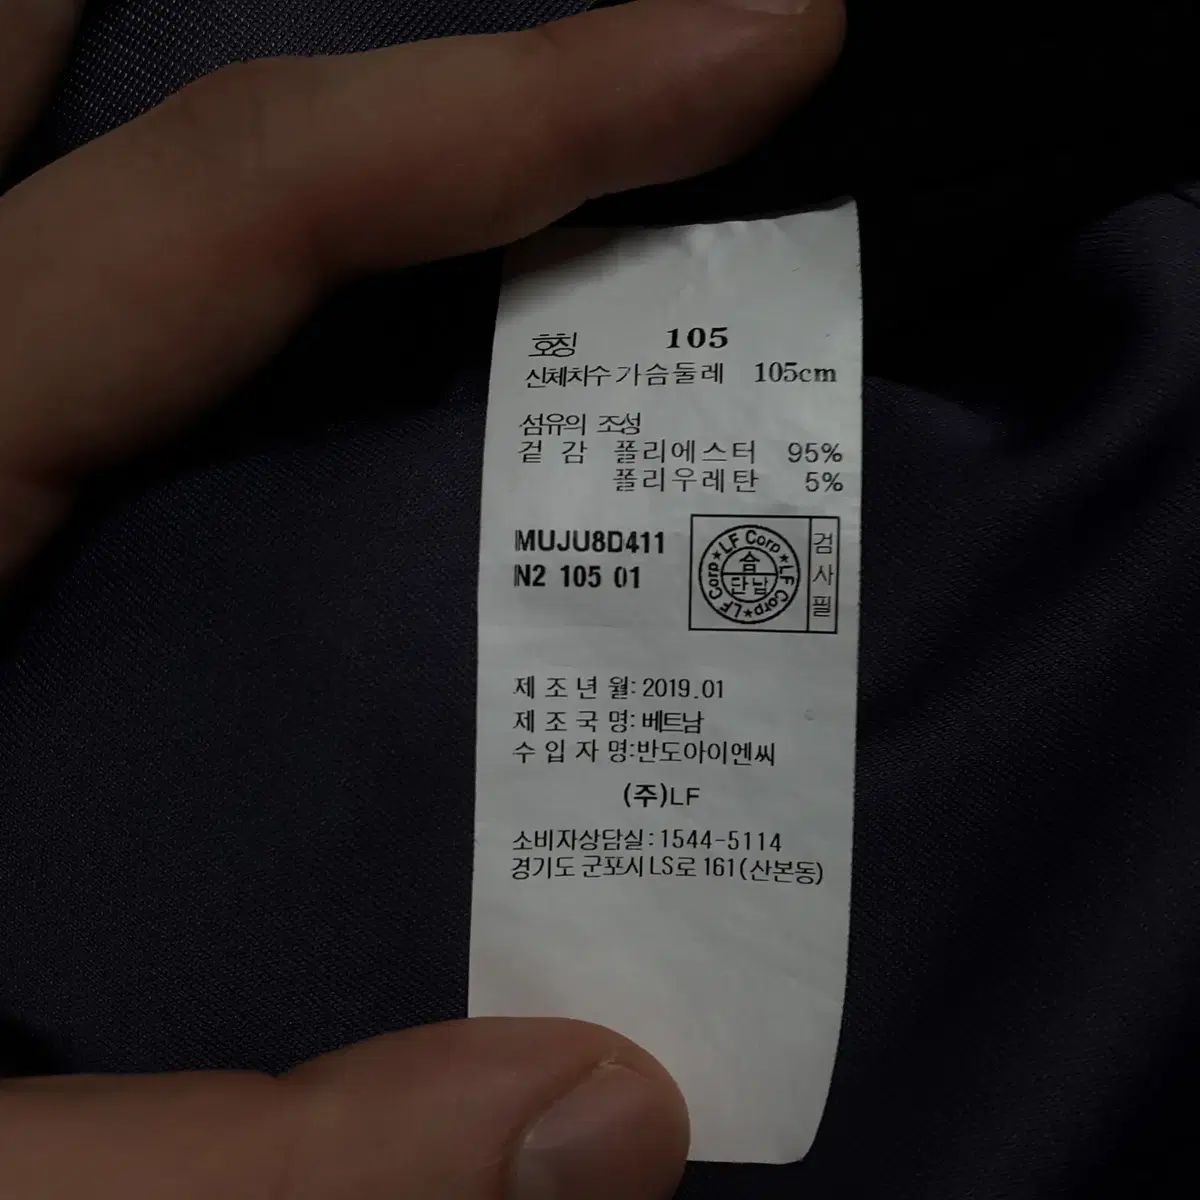 호칭 105
신체치수 가슴둘레 105cm
섬유의 조성
겉 감 폴리에스터 95%
폴리우레탄 5%
MUJU8D411
N2 105 01
LF Corp★LF Corp★LF Corp★
合
단남
검사필
제 조 년 월: 2019.01
제 조 국 명: 베트남
수 입 자 명:반도아이엔씨
(주)LF
소비자상담실: 1544-5114
경기도 군포시 LS로 161(산본동)